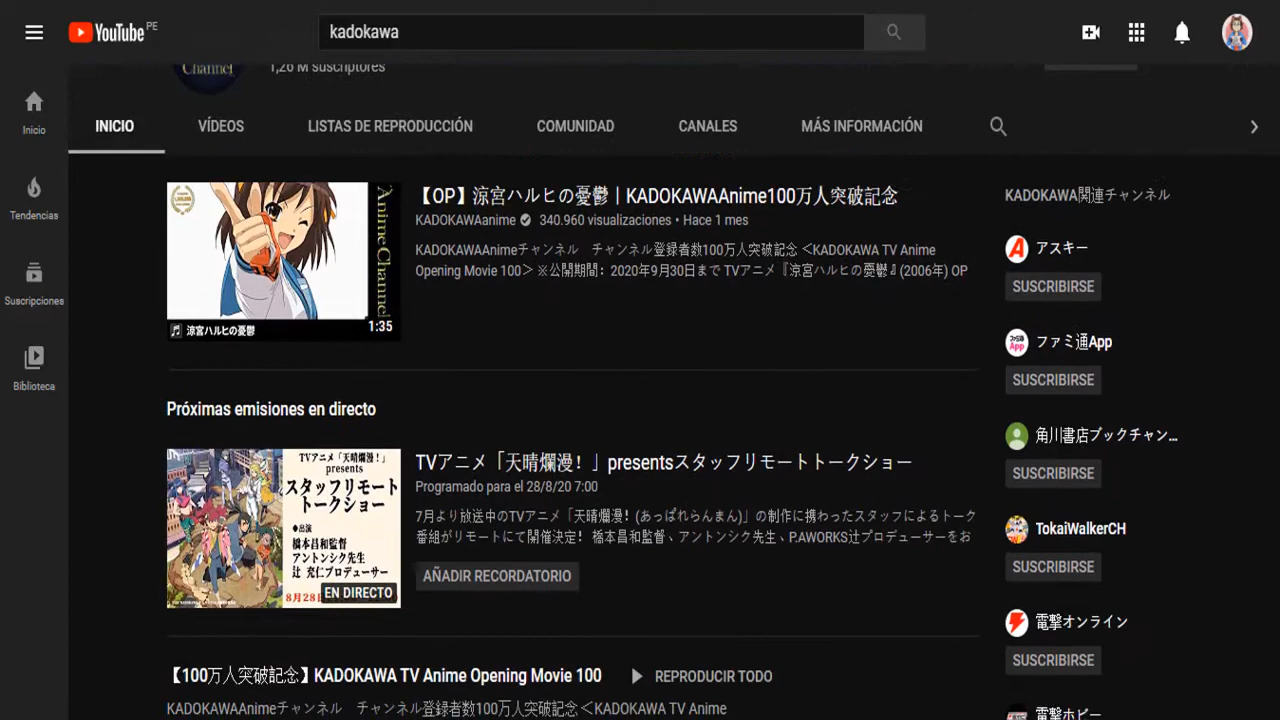 YouTube PE
kadokawa
Channel
1,26 M suscriptores
Inicio
Tendencias
Suscripciones
Biblioteca
INICIO
VÍDEOS
LISTAS DE REPRODUCCIÓN
COMUNIDAD
CANALES
MÁS INFORMACIÓN
Anime Channel
涼宮ハルヒの憂鬱
1:35
【OP】涼宮ハルヒの憂鬱 | KADOKAWAAnime100万人突破記念
KADOKAWAanime 340.960 visualizaciones • Hace 1 mes
KADOKAWAAnimeチャンネル　チャンネル登録者数100万人突破記念 <KADOKAWA TV Anime
Opening Movie 100> ※公開期間：2020年9月30日まで TVアニメ『涼宮ハルヒの憂鬱』(2006年) OP
Próximas emisiones en directo
TVアニメ「天晴爛漫！」
presents
スタッフリモート
トークショー
●出演
橋本昌和監督
アントンシク先生
辻 充仁プロデューサー
8月28日
EN DIRECTO
TVアニメ「天晴爛漫！」presentsスタッフリモートトークショー
Programado para el 28/8/20 7:00
7月より放送中のTVアニメ「天晴爛漫！(あっぱれらんまん)」の制作に携わったスタッフによるトーク
番組がリモートにて開催決定！ 橋本昌和監督、アントンシク先生、P.AWORKS辻プロデューサーをお
AÑADIR RECORDATORIO
【100万人突破記念】KADOKAWA TV Anime Opening Movie 100
REPRODUCIR TODO
KADOKAWAAnimeチャンネル　チャンネル登録者数100万人突破記念 <KADOKAWA TV Anime
KADOKAWA関連チャンネル
アスキー
SUSCRIBIRSE
ファミ通App
SUSCRIBIRSE
角川書店ブックチャン...
SUSCRIBIRSE
TokaiWalkerCH
SUSCRIBIRSE
電撃オンライン
SUSCRIBIRSE
電撃ホビー